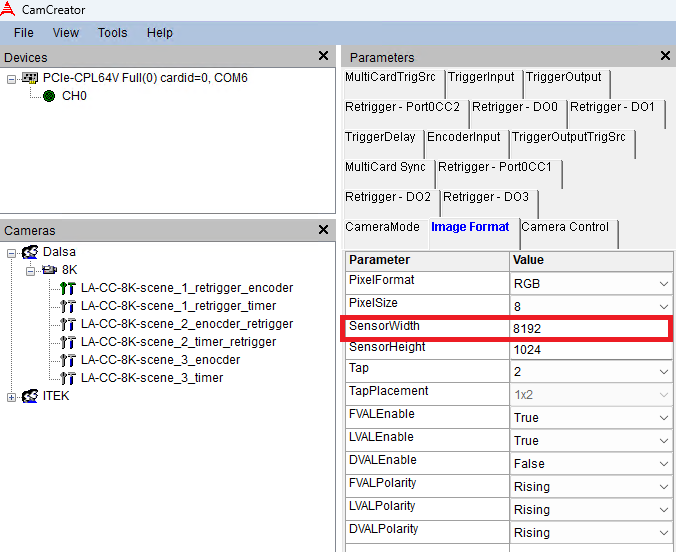 CamCreator
File View Tools Help
Devices
PCIe-CPL64V Full(0) cardid=0, COM6
CH0
Cameras
Dalsa
8K
LA-CC-8K-scene_1_retrigger_encoder
LA-CC-8K-scene_1_retrigger_timer
LA-CC-8K-scene_2_enocder_retrigger
LA-CC-8K-scene_2_timer_retrigger
LA-CC-8K-scene_3_enocder
LA-CC-8K-scene_3_timer
ITEK
Parameters
MultiCardTrigSrc TriggerInput TriggerOutput
Retrigger - Port0CC2 Retrigger - DO0 Retrigger - DO1
TriggerDelay EncoderInput TriggerOutputTrigSrc
MultiCard Sync Retrigger - Port0CC1
Retrigger - DO2 Retrigger - DO3
CameraMode Image Format Camera Control
Parameter Value
PixelFormat RGB
PixelSize 8
SensorWidth 8192
SensorHeight 1024
Tap 2
TapPlacement 1x2
FVALEnable True
LVALEnable True
DVALEnable False
FVALPolarity Rising
LVALPolarity Rising
DVALPolarity Rising